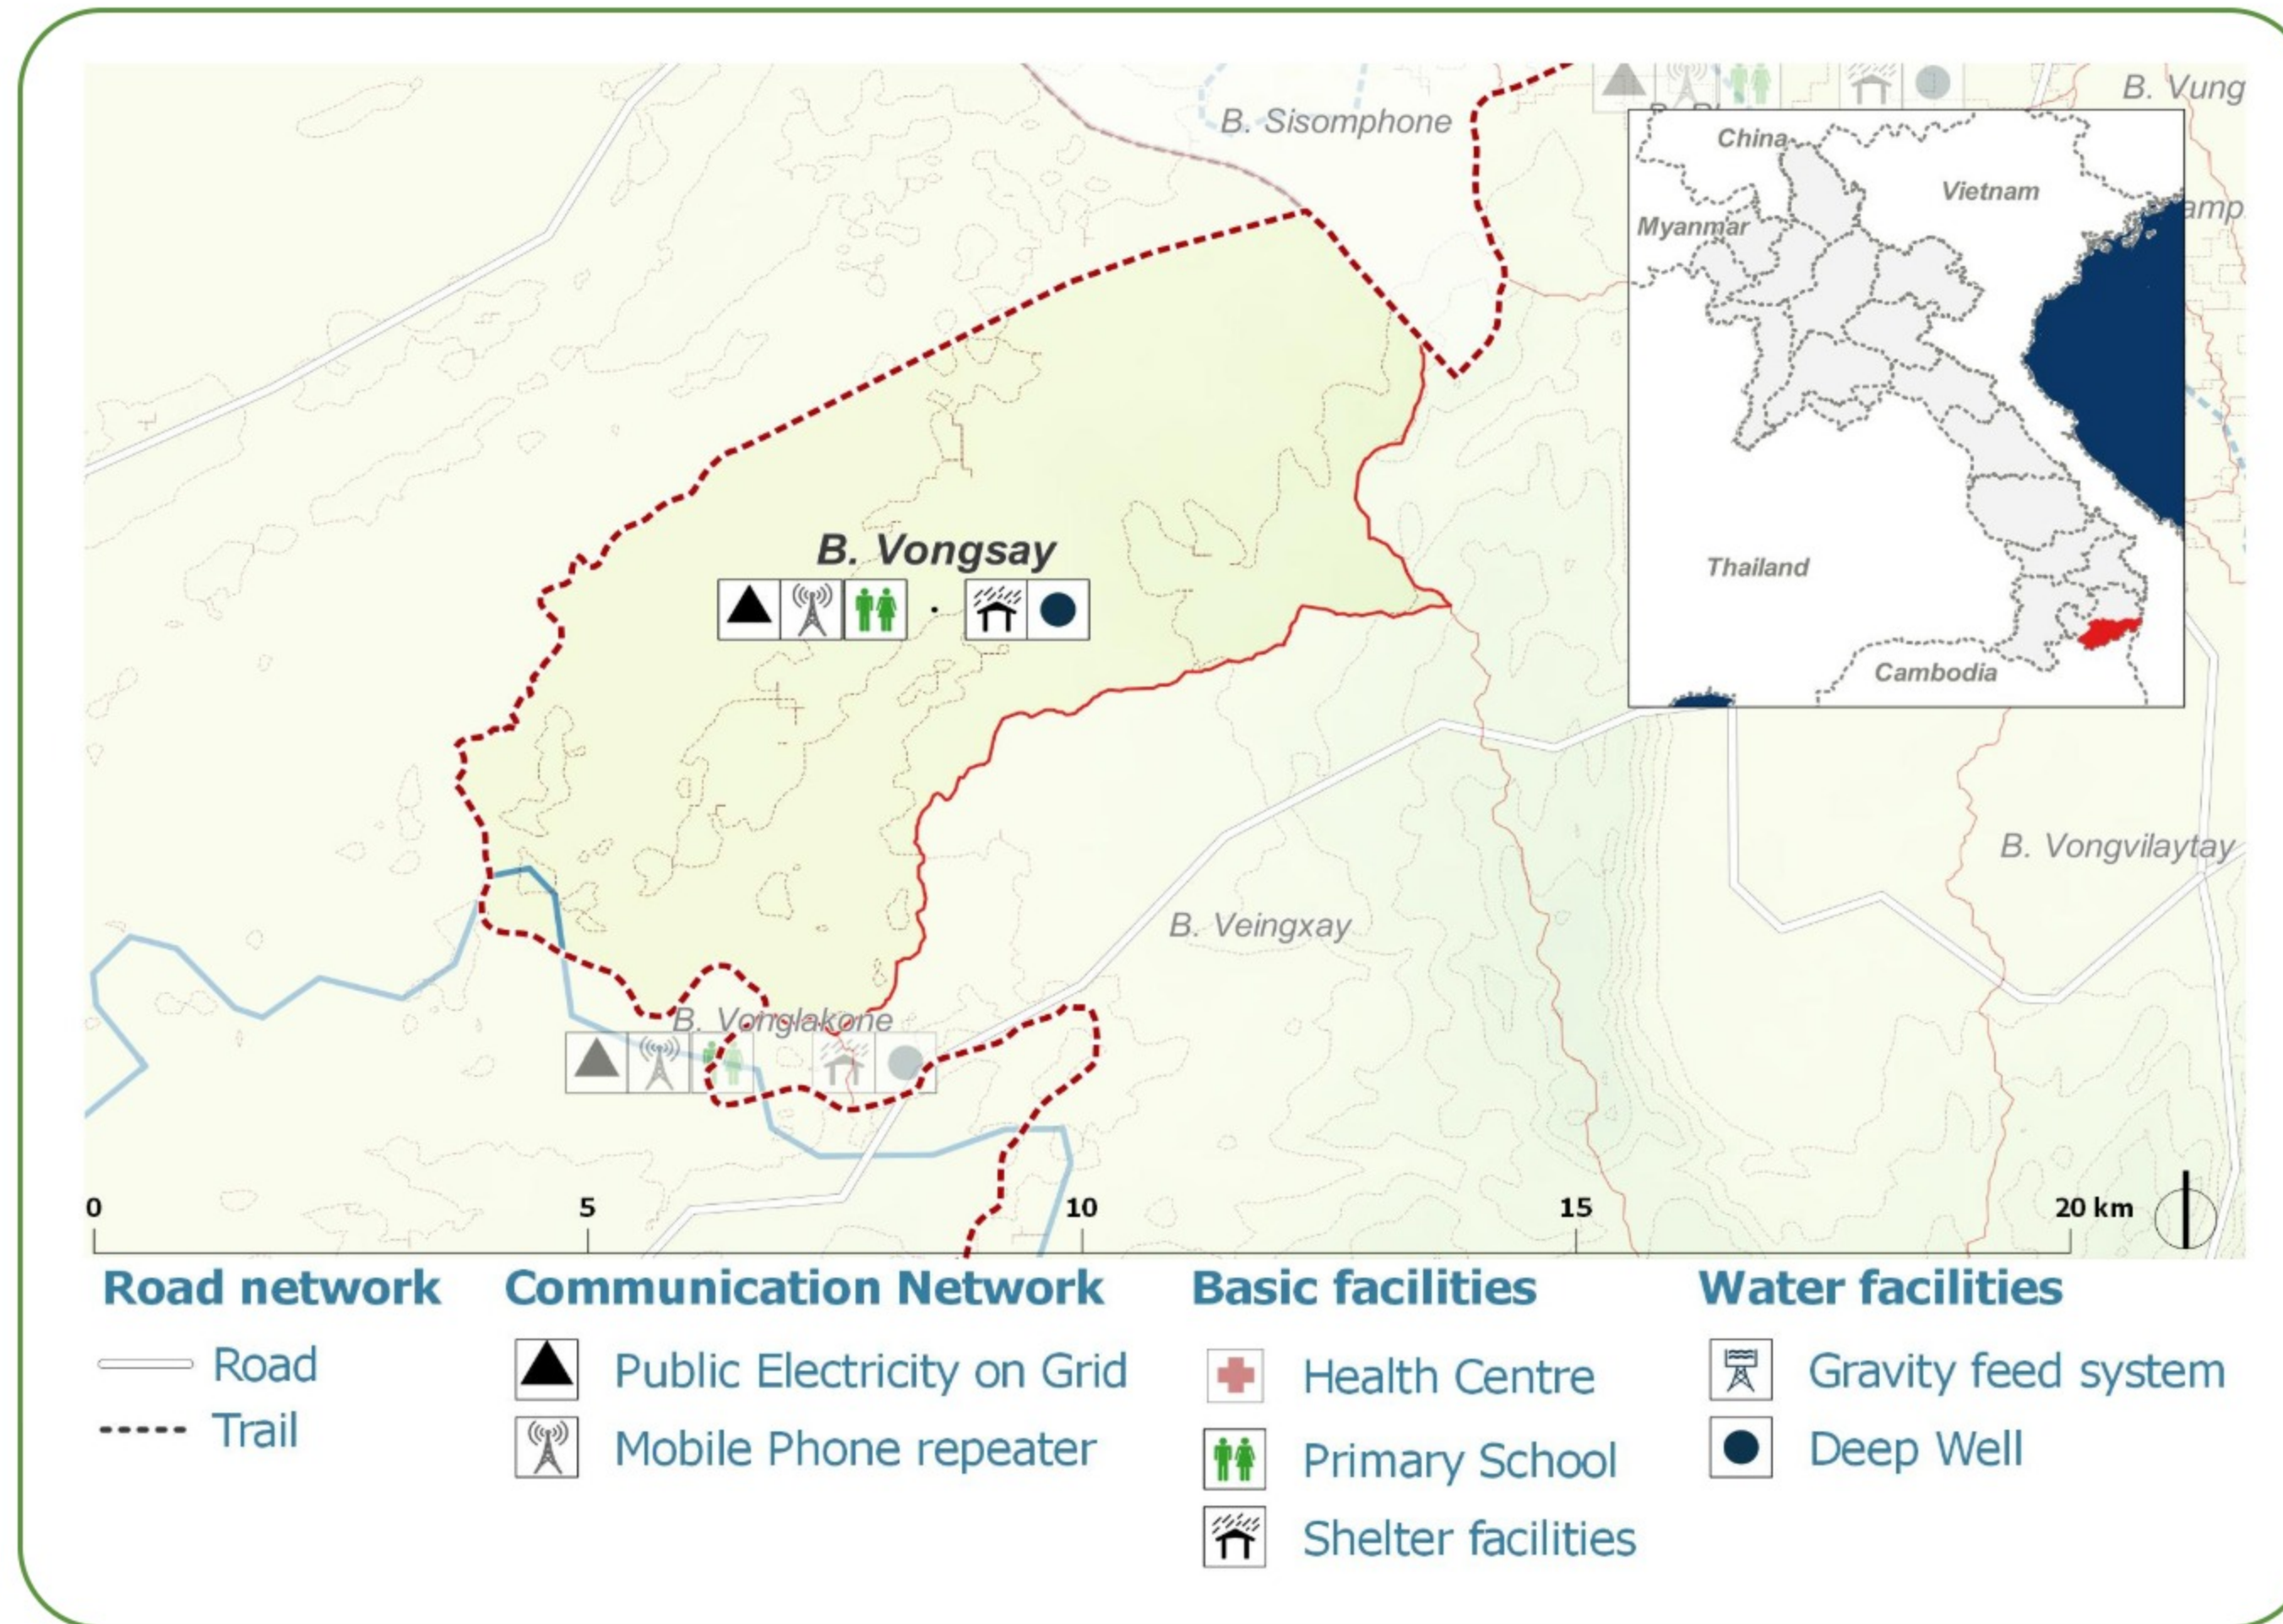 B. Vung
B. Sisomphone
China
Vietnam
Myanmar
amp
B. Vongsay
Thailand
Cambodia
B. Vongvilaytay
B. Veingxay
B. Vonglakone
0 5 10 15 20 km
Road network
Road
Trail
Communication Network
Public Electricity on Grid
Mobile Phone repeater
Basic facilities
Health Centre
Primary School
Shelter facilities
Water facilities
Gravity feed system
Deep Well